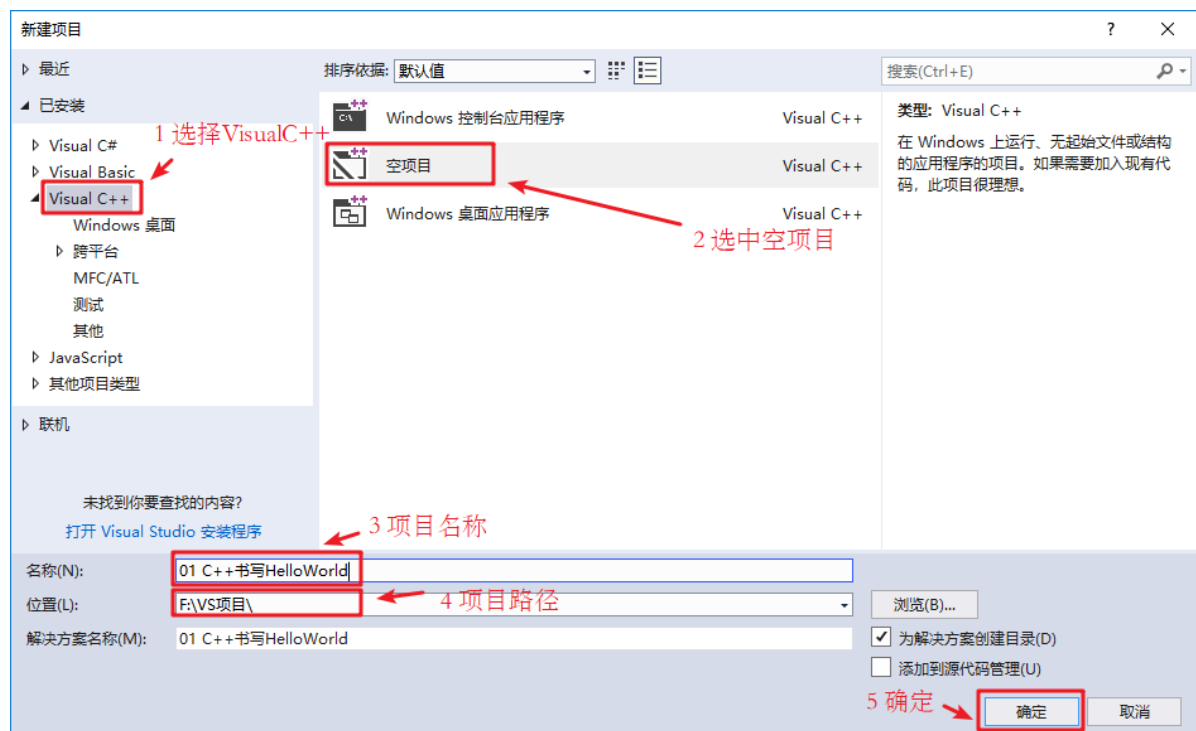 新建项目
?
最近
排序依据: 默认值
搜索(Ctrl+E)
已安装
Visual C#
Visual Basic
Visual C++
Windows 桌面
跨平台
MFC/ATL
测试
其他
JavaScript
其他项目类型
联机
1 选择VisualC++
Windows 控制台应用程序 Visual C++
空项目 Visual C++
Windows 桌面应用程序 Visual C++
2 选中空项目
类型: Visual C++
在 Windows 上运行、无起始文件或结构
的应用程序的项目。如果需要加入现有代
码，此项目很理想。
未找到你要查找的内容?
打开 Visual Studio 安装程序
3 项目名称
名称(N): 01 C++书写HelloWorld
位置(L): F:\VS项目\
4 项目路径
浏览(B)...
解决方案名称(M): 01 C++书写HelloWorld
为解决方案创建目录(D)
添加到源代码管理(U)
5 确定
确定
取消